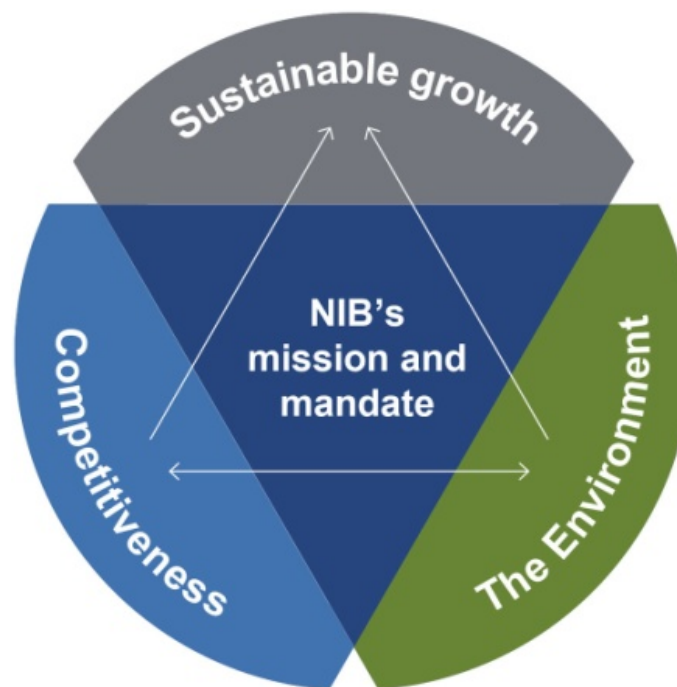 Sustainable growth
NIB's
mission and
mandate
Competitiveness
The Environment